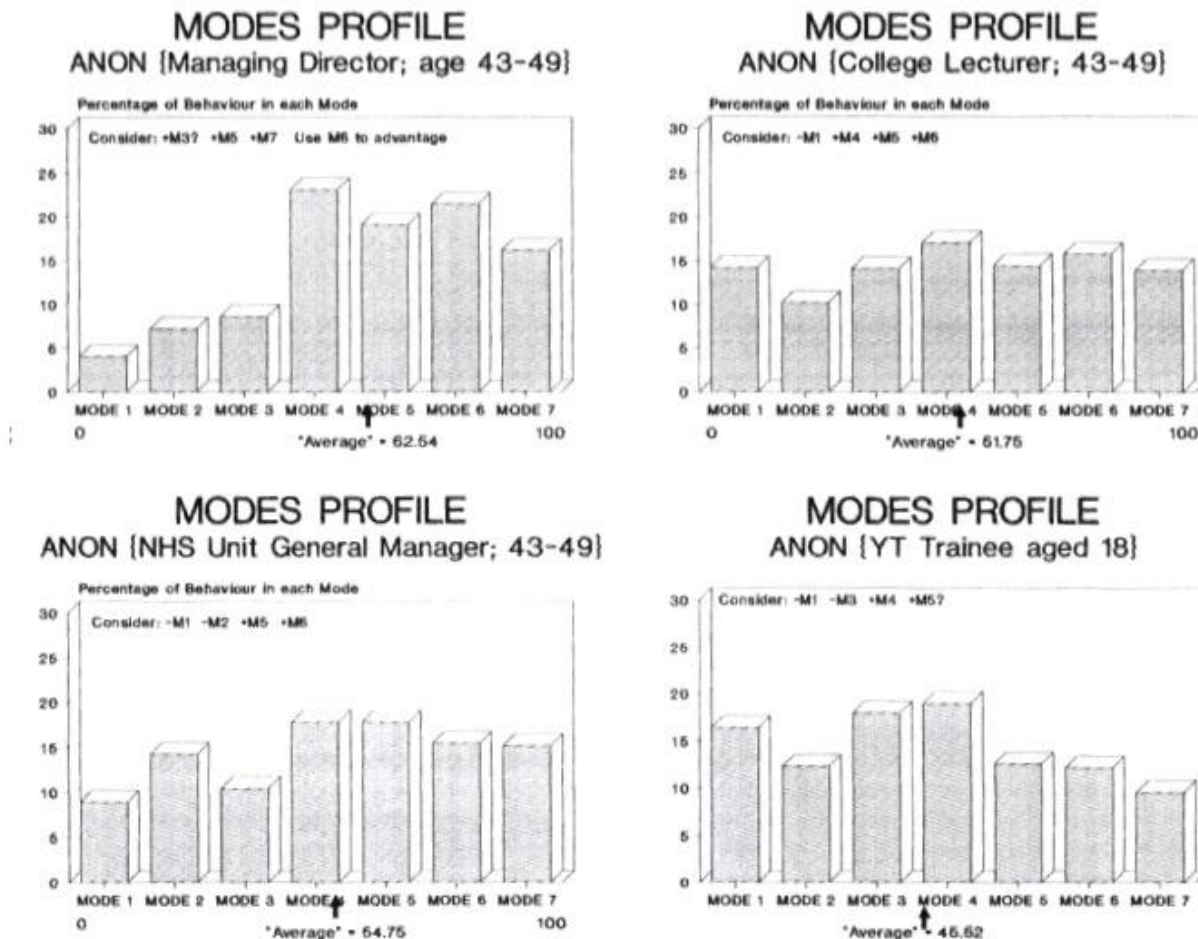 MODES PROFILE
ANON {Managing Director; age 43-49}
Percentage of Behaviour in each Mode
Consider: +M3? +M5 +M7 Use M6 to advantage
30
25
20
15
10
5
0
MODE 1 MODE 2 MODE 3 MODE 4 MODE 5 MODE 6 MODE 7
0 100
"Average" - 62.54
MODES PROFILE
ANON {College Lecturer; 43-49}
Percentage of Behaviour in each Mode
Consider: -M1 +M4 +M5 +M6
30
25
20
15
10
5
0
MODE 1 MODE 2 MODE 3 MODE 4 MODE 5 MODE 6 MODE 7
0 100
"Average" - 51.75
MODES PROFILE
ANON {NHS Unit General Manager; 43-49}
Percentage of Behaviour in each Mode
Consider: -M1 -M2 +M5 +M6
30
25
20
15
10
5
0
MODE 1 MODE 2 MODE 3 MODE 4 MODE 5 MODE 6 MODE 7
0 100
"Average" - 54.75
MODES PROFILE
ANON {YT Trainee aged 18}
Consider: -M1 -M3 +M4 +M5?
30
25
20
15
10
5
0
MODE 1 MODE 2 MODE 3 MODE 4 MODE 5 MODE 6 MODE 7
"Average" - 45.52